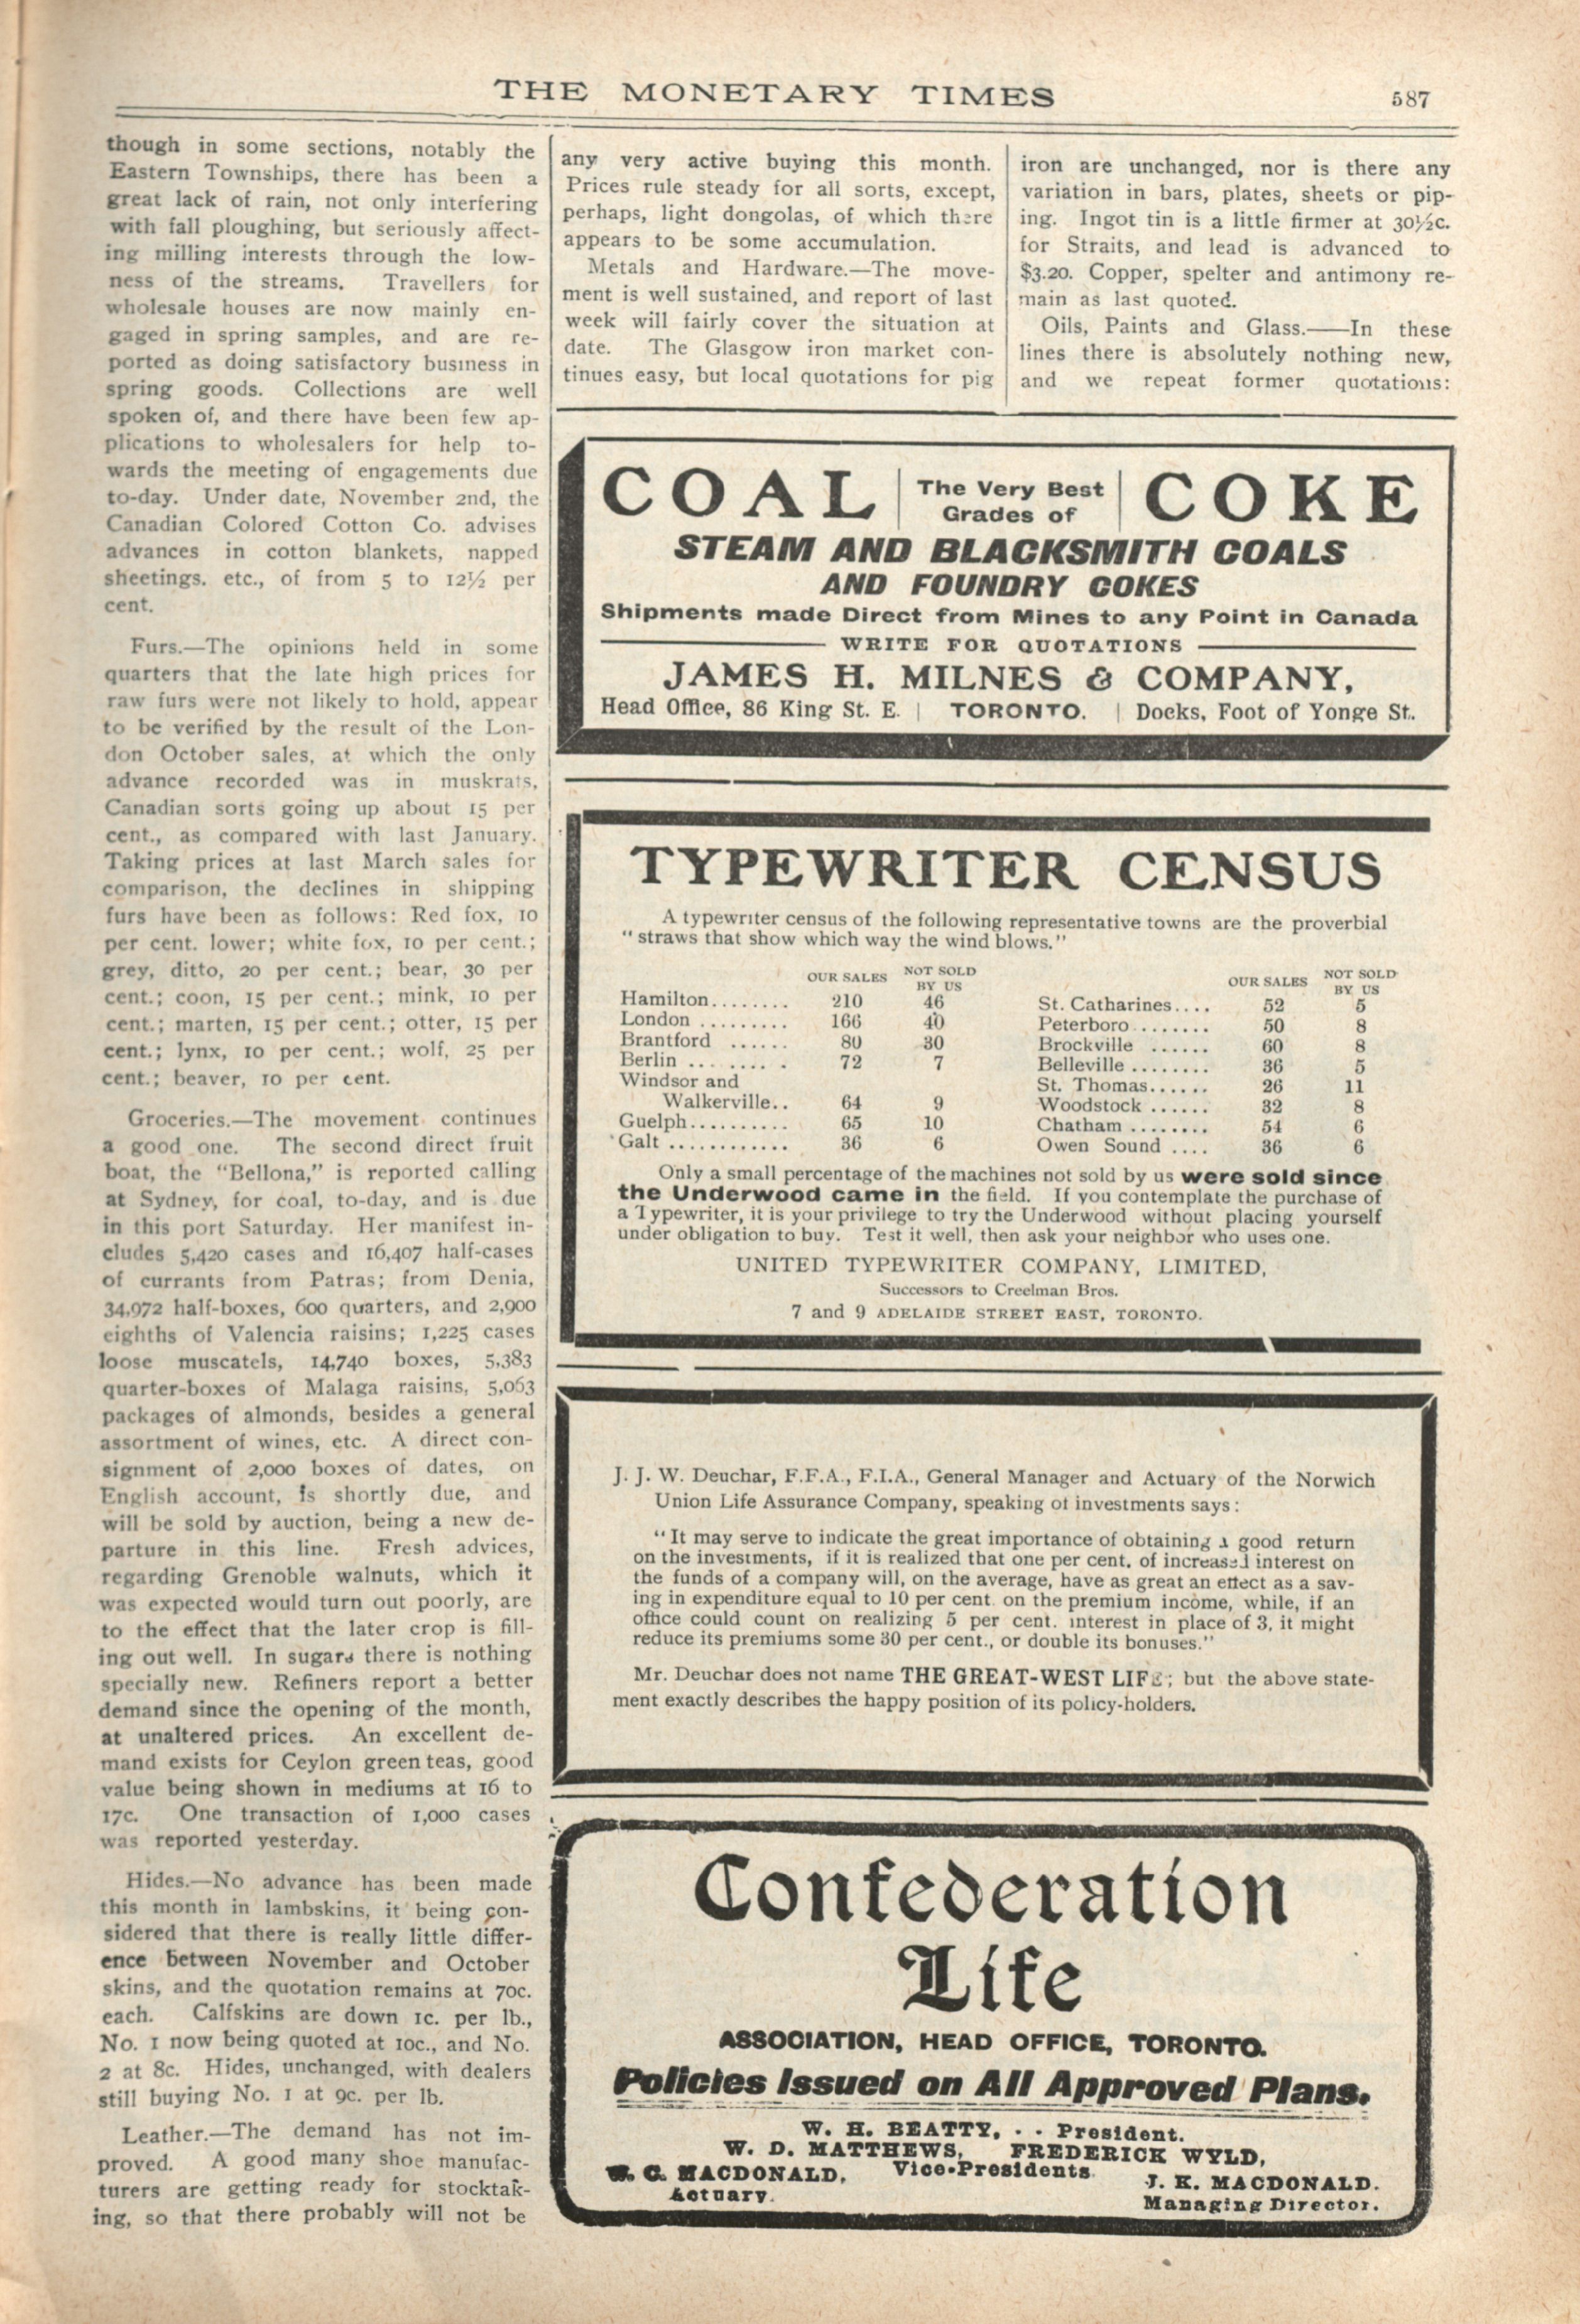 THE MONETARY TIMES
587
though in some sections, notably the
Eastern Townships, there has been a
great lack of rain, not only interfering
with fall ploughing, but seriously affect-
ing milling interests through the low-
ness of the streams. Travellers for
wholesale houses are now mainly en-
gaged in spring samples, and are re-
ported as doing satisfactory business in
spring goods. Collections are well
spoken of, and there have been few ap-
plications to wholesalers for help to-
wards the meeting of engagements due
to-day. Under date, November 2nd, the
Canadian Colored Cotton Co. advises
advances in cotton blankets, napped
sheetings. etc., of from 5 to 12½ per
cent.
Furs.—The opinions held in some
quarters that the late high prices for
raw furs were not likely to hold, appear
to be verified by the result of the Lon-
don October sales, at which the only
advance recorded was in muskrats,
Canadian sorts going up about 15 per
cent., as compared with last January.
Taking prices at last March sales for
comparison, the declines in shipping
furs have been as follows: Red fox, 10
per cent. lower; white fox, 10 per cent.;
grey, ditto, 20 per cent.; bear, 30 per
cent.; coon, 15 per cent.; mink, 10 per
cent.; marten, 15 per cent.; otter, 15 per
cent.; lynx, 10 per cent.; wolf, 25 per
cent.; beaver, 10 per cent.
Groceries.—The movement continues
a good one. The second direct fruit
boat, the "Bellona," is reported calling
at Sydney, for coal, to-day, and is due
in this port Saturday. Her manifest in-
cludes 5,420 cases and 16,407 half-cases
of currants from Patras; from Denia,
34,972 half-boxes, 600 quarters, and 2,900
eighths of Valencia raisins; 1,225 cases
loose muscatels, 14,740 boxes, 5,383
quarter-boxes of Malaga raisins, 5,063
packages of almonds, besides a general
assortment of wines, etc. A direct con-
signment of 2,000 boxes of dates, on
English account, is shortly due, and
will be sold by auction, being a new de-
parture in this line. Fresh advices,
regarding Grenoble walnuts, which it
was expected would turn out poorly, are
to the effect that the later crop is fill-
ing out well. In sugars there is nothing
specially new. Refiners report a better
demand since the opening of the month,
at unaltered prices. An excellent de-
mand exists for Ceylon green teas, good
value being shown in mediums at 16 to
17c. One transaction of 1,000 cases
was reported yesterday.
Hides.—No advance has been made
this month in lambskins, it being con-
sidered that there is really little differ-
ence between November and October
skins, and the quotation remains at 70c.
each. Calfskins are down 1c. per lb.,
No. 1 now being quoted at 10c., and No.
2 at 8c. Hides, unchanged, with dealers
still buying No. 1 at 9c. per lb.
Leather.—The demand has not im-
proved. A good many shoe manufac-
turers are getting ready for stocktak-
ing, so that there probably will not be
any very active buying this month.
Prices rule steady for all sorts, except,
perhaps, light dongolas, of which there
appears to be some accumulation.
Metals and Hardware.—The move-
ment is well sustained, and report of last
week will fairly cover the situation at
date. The Glasgow iron market con-
tinues easy, but local quotations for pig
iron are unchanged, nor is there any
variation in bars, plates, sheets or pip-
ing. Ingot tin is a little firmer at 30½c.
for Straits, and lead is advanced to
$3.20. Copper, spelter and antimony re-
main as last quoted.
Oils, Paints and Glass.—In these
lines there is absolutely nothing new,
and we repeat former quotations:
COAL The Very Best Grades of COKE
STEAM AND BLACKSMITH COALS
AND FOUNDRY COKES
Shipments made Direct from Mines to any Point in Canada
WRITE FOR QUOTATIONS
JAMES H. MILNES & COMPANY,
Head Office, 86 King St. E. | TORONTO. | Docks, Foot of Yonge St.
TYPEWRITER CENSUS
A typewriter census of the following representative towns are the proverbial
"straws that show which way the wind blows."
OUR SALES NOT SOLD BY US OUR SALES NOT SOLD BY US
Hamilton........ 210 46 St. Catharines.... 52 5
London ......... 166 40 Peterboro ........ 50 8
Brantford ...... 80 30 Brockville ...... 60 8
Berlin ... ..... . 72 7 Belleville ........ 36 5
Windsor and St. Thomas...... 26 11
Walkerville.. 64 9 Woodstock ...... 32 8
Guelph.......... 65 10 Chatham ........ 54 6
Galt ............ 36 6 Owen Sound .... 36 6
Only a small percentage of the machines not sold by us were sold since
the Underwood came in the field. If you contemplate the purchase of
a Typewriter, it is your privilege to try the Underwood without placing yourself
under obligation to buy. Test it well, then ask your neighbor who uses one.
UNITED TYPEWRITER COMPANY, LIMITED,
Successors to Creelman Bros.
7 and 9 ADELAIDE STREET EAST, TORONTO.
J. J. W. Deuchar, F.F.A., F.I.A., General Manager and Actuary of the Norwich
Union Life Assurance Company, speaking of investments says:
"It may serve to indicate the great importance of obtaining a good return
on the investments, if it is realized that one per cent. of increased interest on
the funds of a company will, on the average, have as great an effect as a sav-
ing in expenditure equal to 10 per cent. on the premium income, while, if an
office could count on realizing 5 per cent. interest in place of 3, it might
reduce its premiums some 30 per cent., or double its bonuses."
Mr. Deuchar does not name THE GREAT-WEST LIFE; but the above state-
ment exactly describes the happy position of its policy-holders.
Confederation
Life
ASSOCIATION, HEAD OFFICE, TORONTO.
Policies Issued on All Approved Plans.
W. H. BEATTY, - - President.
W. D. MATTHEWS, FREDERICK WYLD,
Vice-Presidents.
W. C. MACDONALD, J. K. MACDONALD.
Actuary. Managing Director.